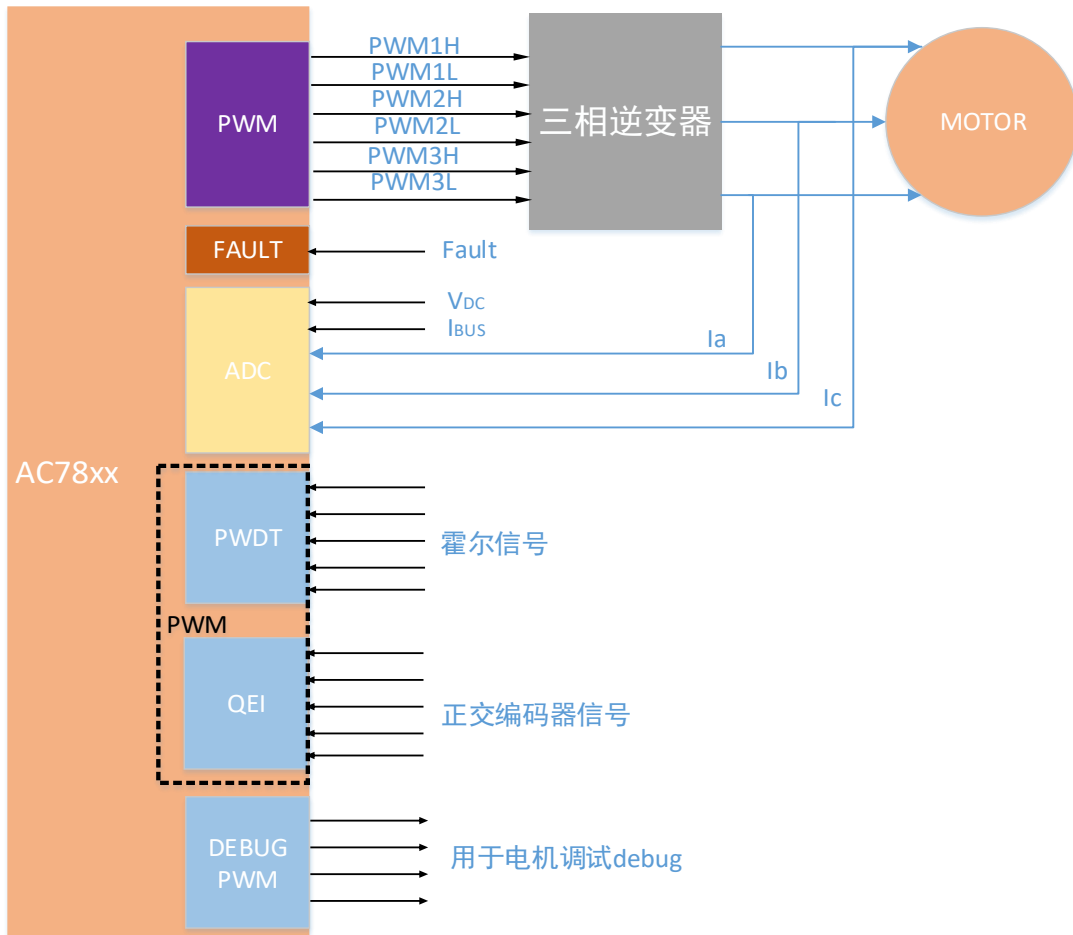 PWM
PWM1H
PWM1L
PWM2H
PWM2L
PWM3H
PWM3L
三相逆变器
MOTOR
FAULT
Fault
ADC
VDC
IBUS
Ia
Ib
Ic
AC78xx
PWDT
霍尔信号
PWM
QEI
正交编码器信号
DEBUG
PWM
用于电机调试debug